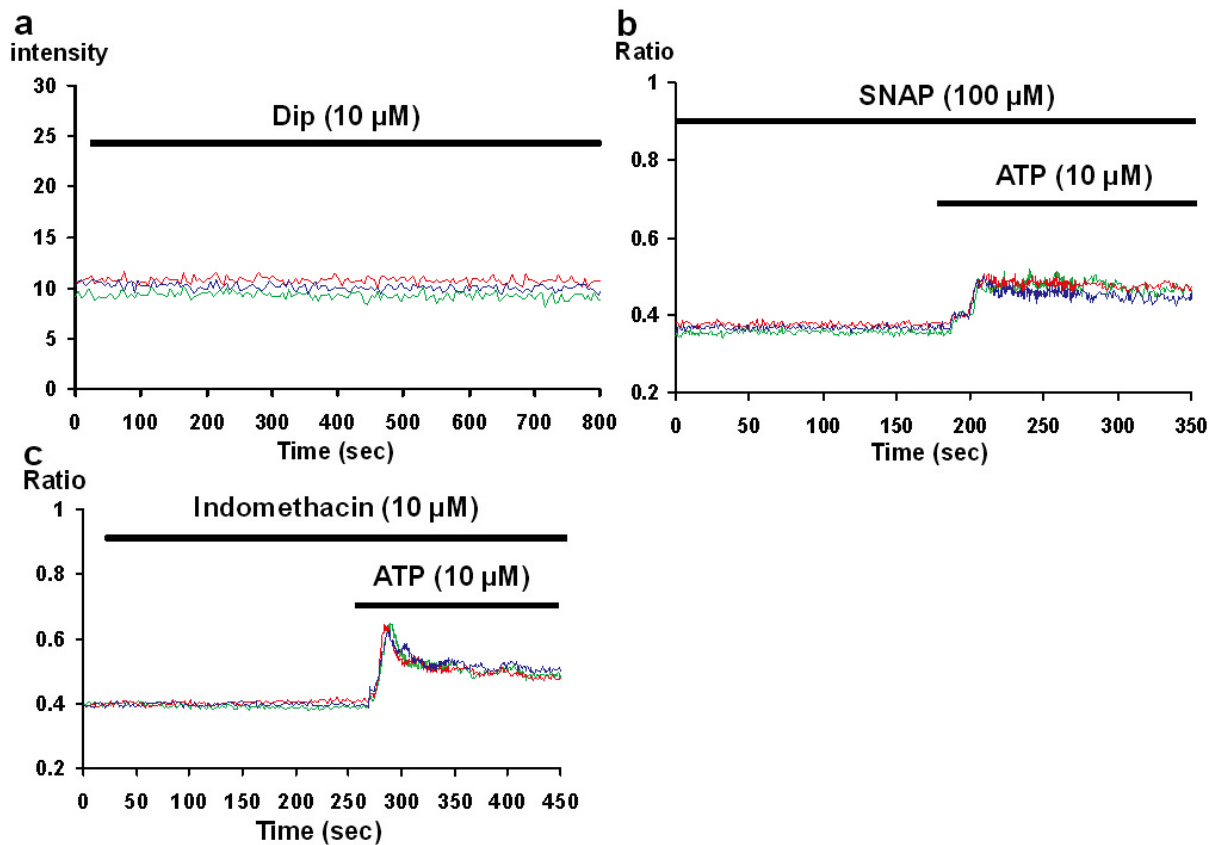 a
intensity
30
25
20
15
10
5
0
Dip (10 µM)
0 100 200 300 400 500 600 700 800
Time (sec)
b
Ratio
1
0.8
0.6
0.4
0.2
SNAP (100 µM)
ATP (10 µM)
0 50 100 150 200 250 300 350
Time (sec)
c
Ratio
1
0.8
0.6
0.4
0.2
Indomethacin (10 µM)
ATP (10 µM)
0 50 100 150 200 250 300 350 400 450
Time (sec)